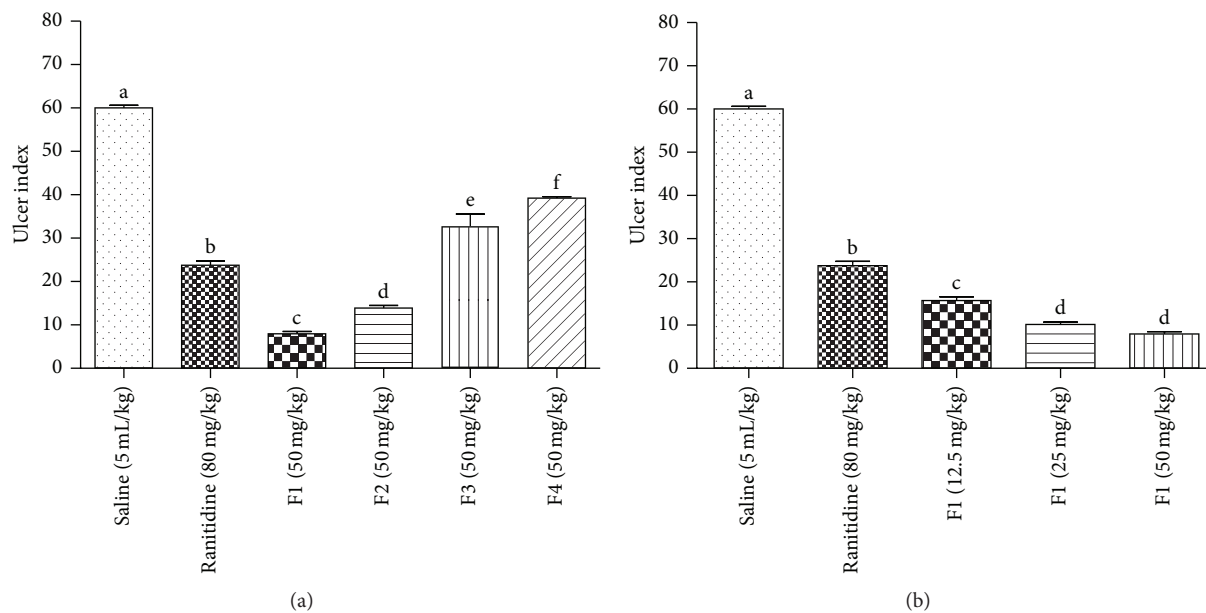 80
70
60
50
40
30
20
10
0
Ulcer index
a
b
c
d
e
f
Saline (5 mL/kg)
Ranitidine (80 mg/kg)
F1 (50 mg/kg)
F2 (50 mg/kg)
F3 (50 mg/kg)
F4 (50 mg/kg)
(a)
80
70
60
50
40
30
20
10
0
Ulcer index
a
b
c
d
d
Saline (5 mL/kg)
Ranitidine (80 mg/kg)
F1 (12.5 mg/kg)
F1 (25 mg/kg)
F1 (50 mg/kg)
(b)